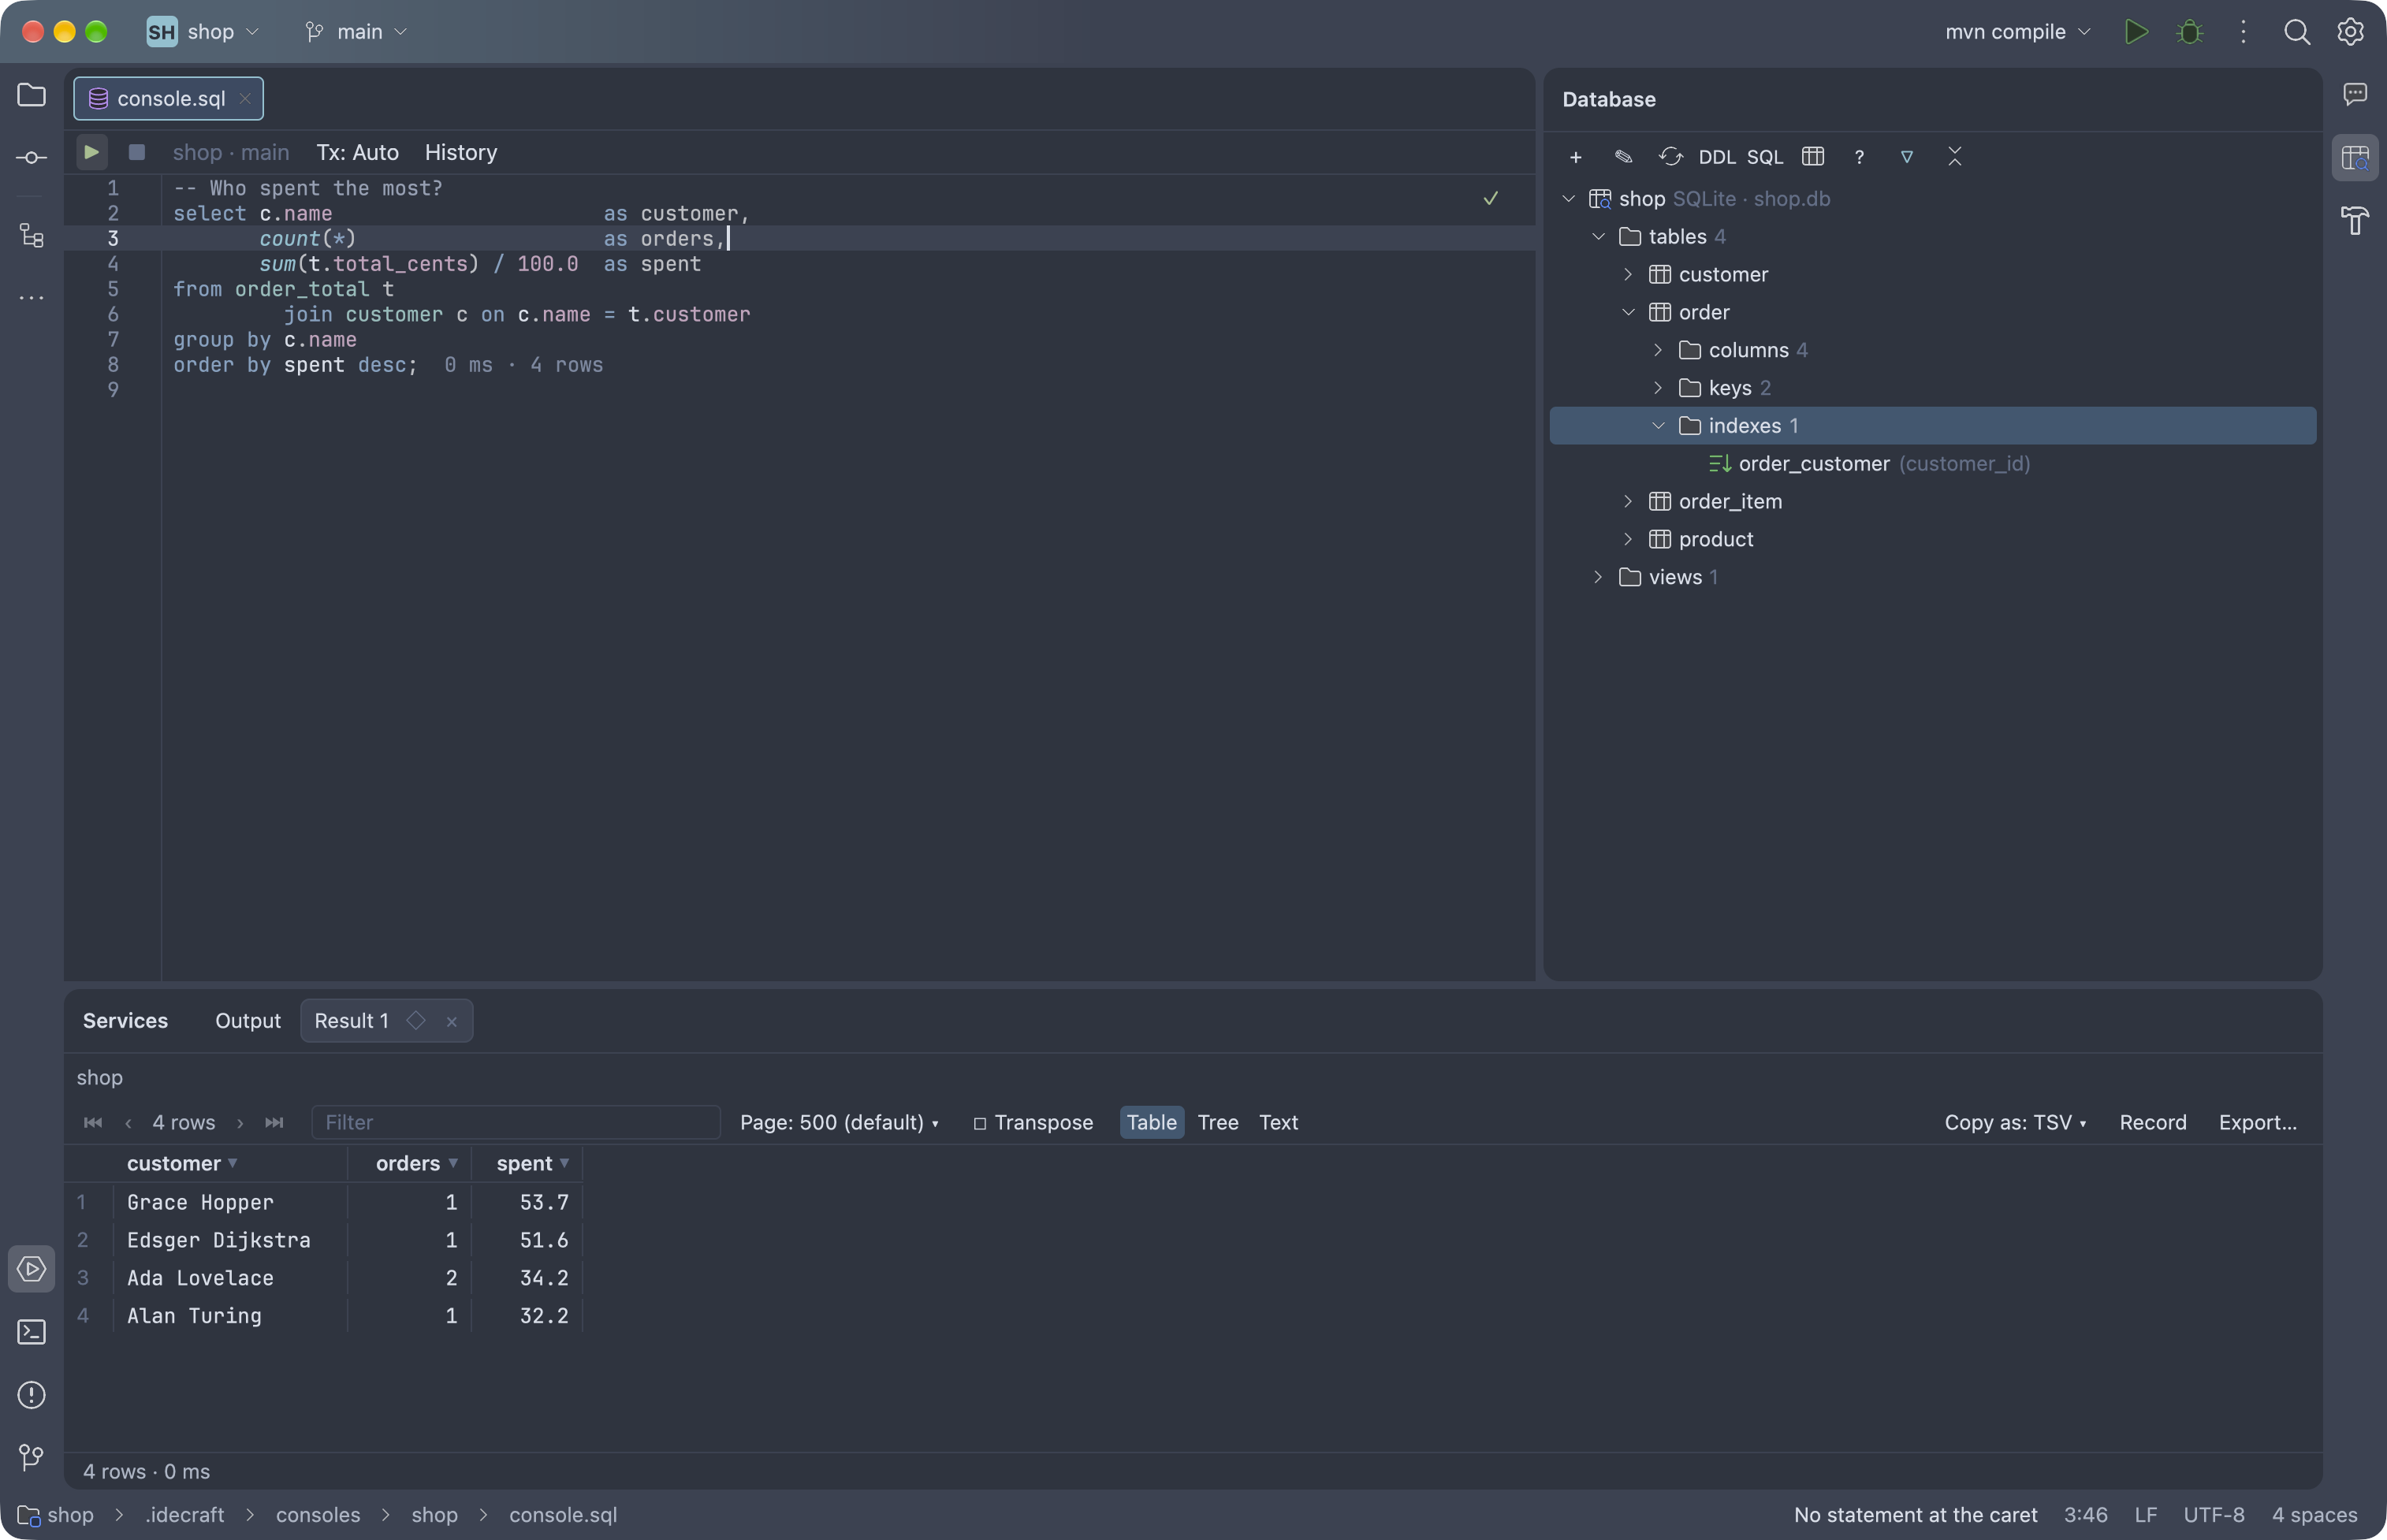 SH shop main mvn compile
console.sql
shop · main Tx: Auto History
1 -- Who spent the most?
2 select c.name as customer,
3 count(*) as orders,
4 sum(t.total_cents) / 100.0 as spent
5 from order_total t
6 join customer c on c.name = t.customer
7 group by c.name
8 order by spent desc; 0 ms · 4 rows
9
Database
+ DDL SQL ?
shop SQLite · shop.db
tables 4
customer
order
columns 4
keys 2
indexes 1
order_customer (customer_id)
order_item
product
views 1
Services Output Result 1
shop
4 rows Filter Page: 500 (default) Transpose Table Tree Text Copy as: TSV Record Export...
customer orders spent
1 Grace Hopper 1 53.7
2 Edsger Dijkstra 1 51.6
3 Ada Lovelace 2 34.2
4 Alan Turing 1 32.2
4 rows · 0 ms
shop > .idecraft > consoles > shop > console.sql No statement at the caret 3:46 LF UTF-8 4 spaces